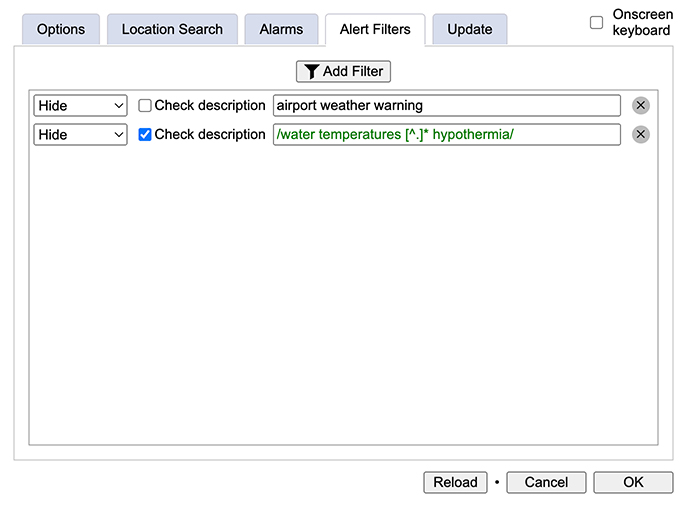 Options Location Search Alarms Alert Filters Update Onscreen keyboard
Add Filter
Hide Check description airport weather warning
Hide Check description /water temperatures [^.]* hypothermia/
Reload • Cancel OK